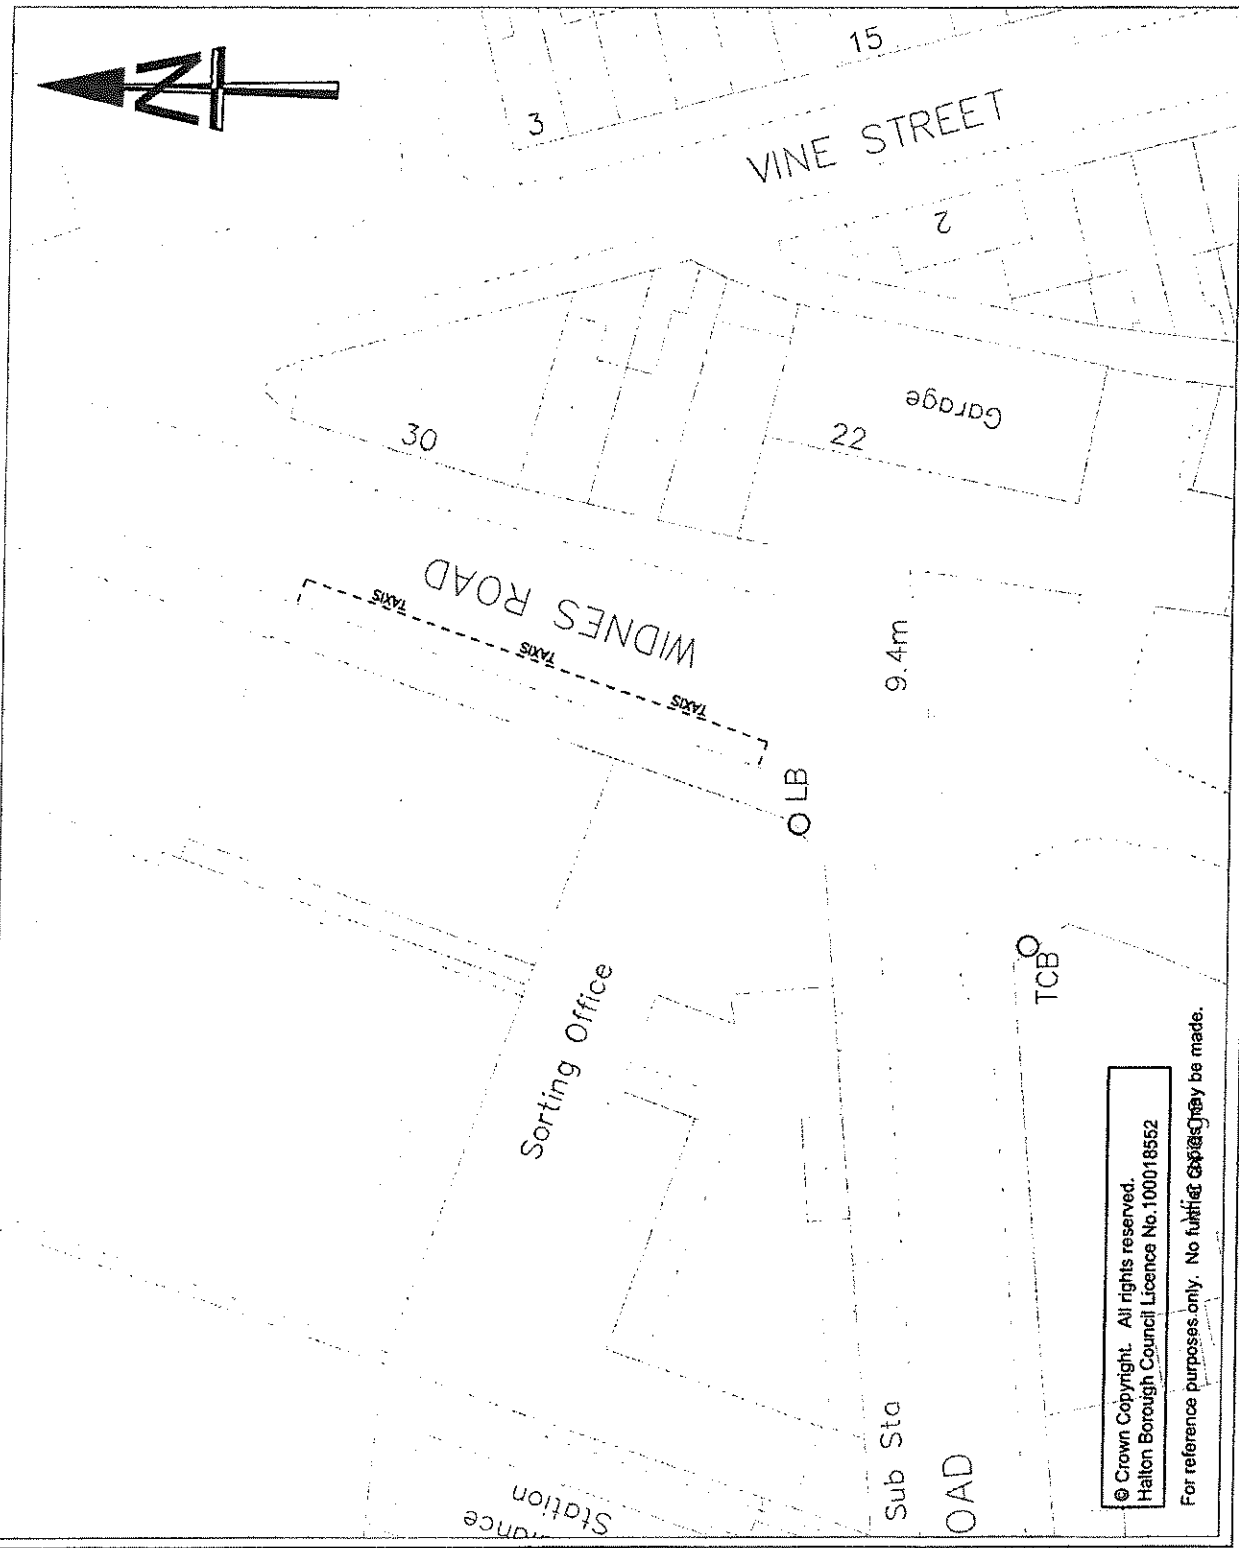 N
15
3
VINE STREET
2
30
22
Garage
WIDNES ROAD
TAXIS
TAXIS
TAXIS
9.4m
LB
Sorting Office
TCB
Sub Sta
OAD
ance
Station
© Crown Copyright. All rights reserved.
Halton Borough Council Licence No.100018552
For reference purposes only. No further copies may be made.